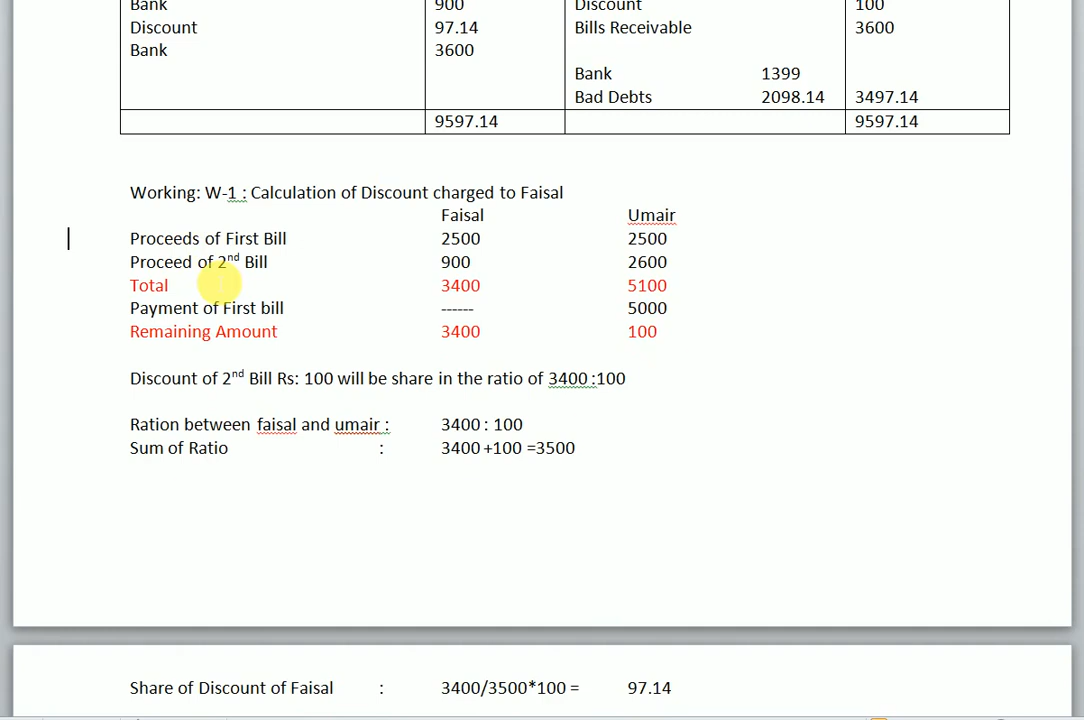 Bank 900 Discount 100
Discount 97.14 Bills Receivable 3600
Bank 3600
Bank 1399
Bad Debts 2098.14 3497.14
9597.14 9597.14
Working: W-1 : Calculation of Discount charged to Faisal
Faisal Umair
Proceeds of First Bill 2500 2500
Proceed of 2nd Bill 900 2600
Total 3400 5100
Payment of First bill ------ 5000
Remaining Amount 3400 100
Discount of 2nd Bill Rs: 100 will be share in the ratio of 3400 :100
Ration between faisal and umair : 3400 : 100
Sum of Ratio : 3400 +100 =3500
Share of Discount of Faisal : 3400/3500*100 = 97.14